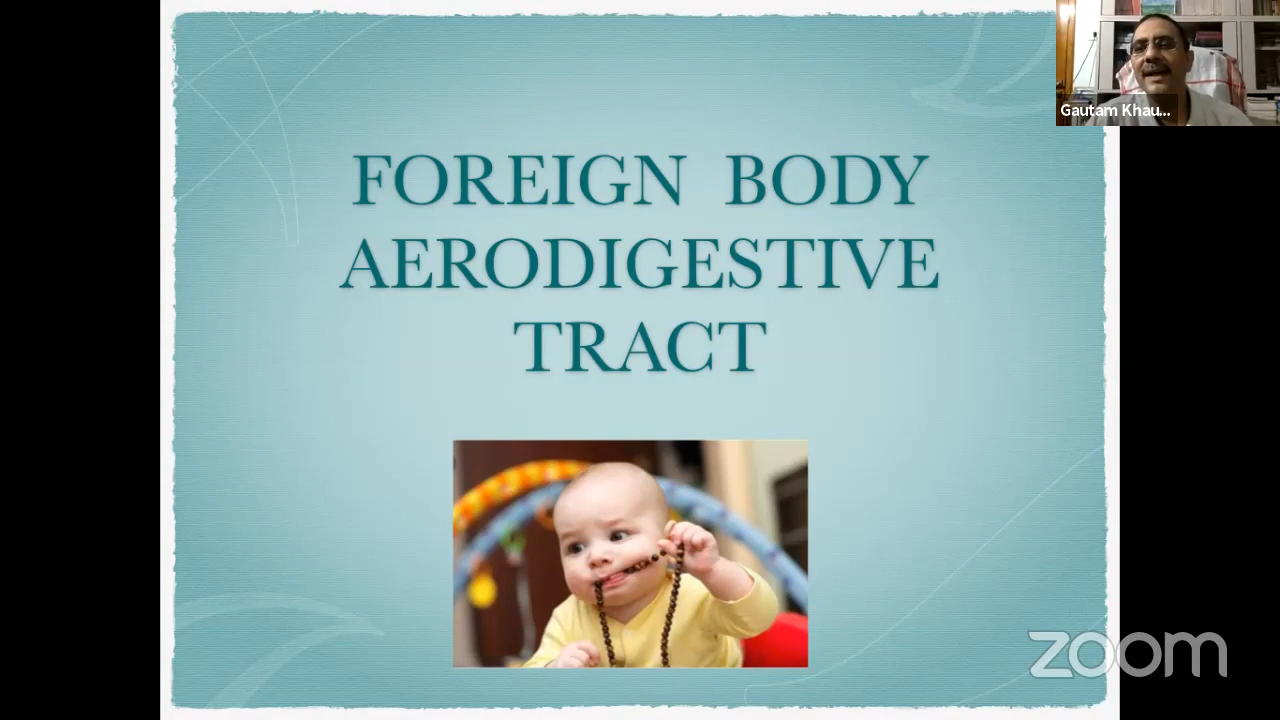 FOREIGN BODY
AERODIGESTIVE
TRACT
Gautam Khau...
zoom